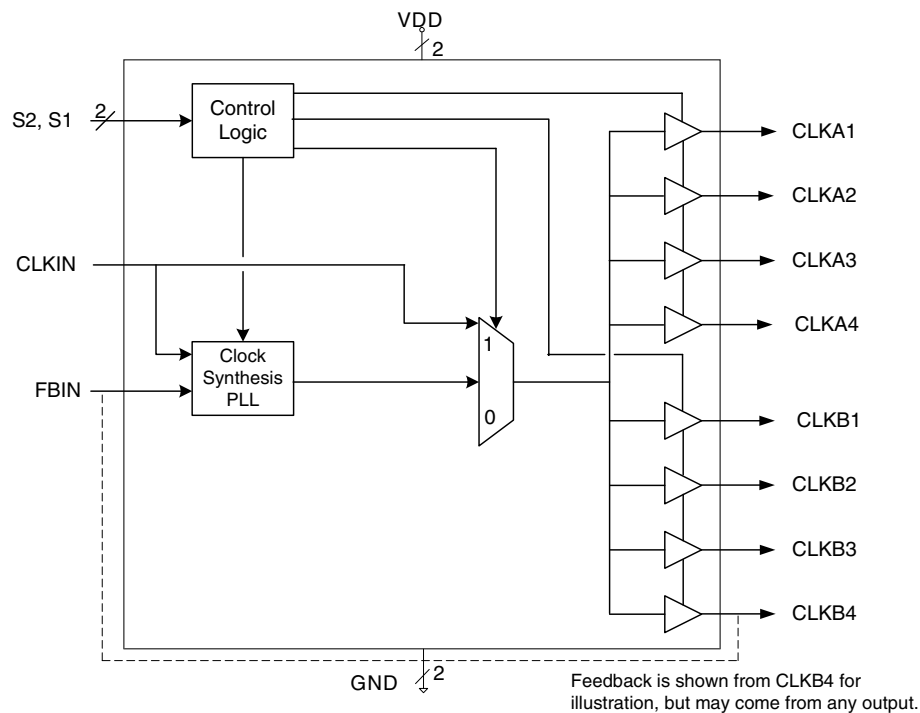 VDD
2
S2, S1
2
Control
Logic
CLKA1
CLKA2
CLKIN
CLKA3
CLKA4
1
Clock
Synthesis
PLL
FBIN
0
CLKB1
CLKB2
CLKB3
CLKB4
GND
2
Feedback is shown from CLKB4 for
illustration, but may come from any output.